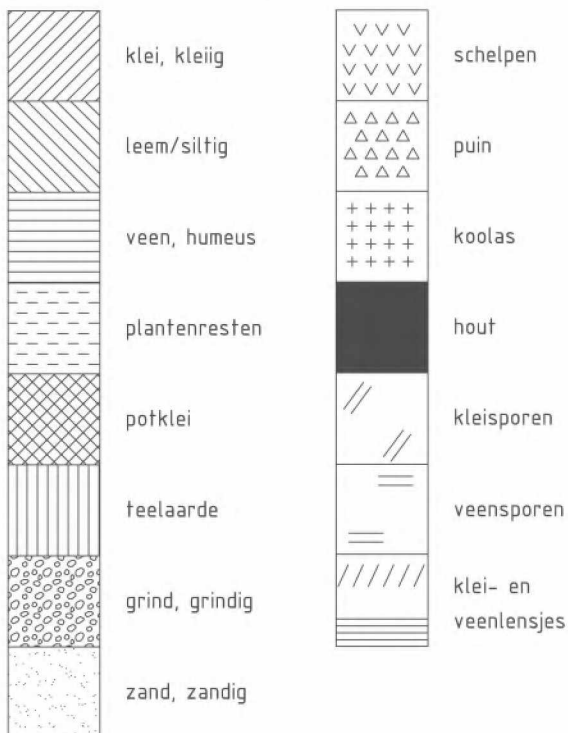 klei, kleiig
leem/siltig
veen, humeus
plantenresten
potklei
teelaarde
grind, grindig
zand, zandig
schelpen
puin
koolas
hout
kleisporen
veensporen
klei- en
veenlensjes